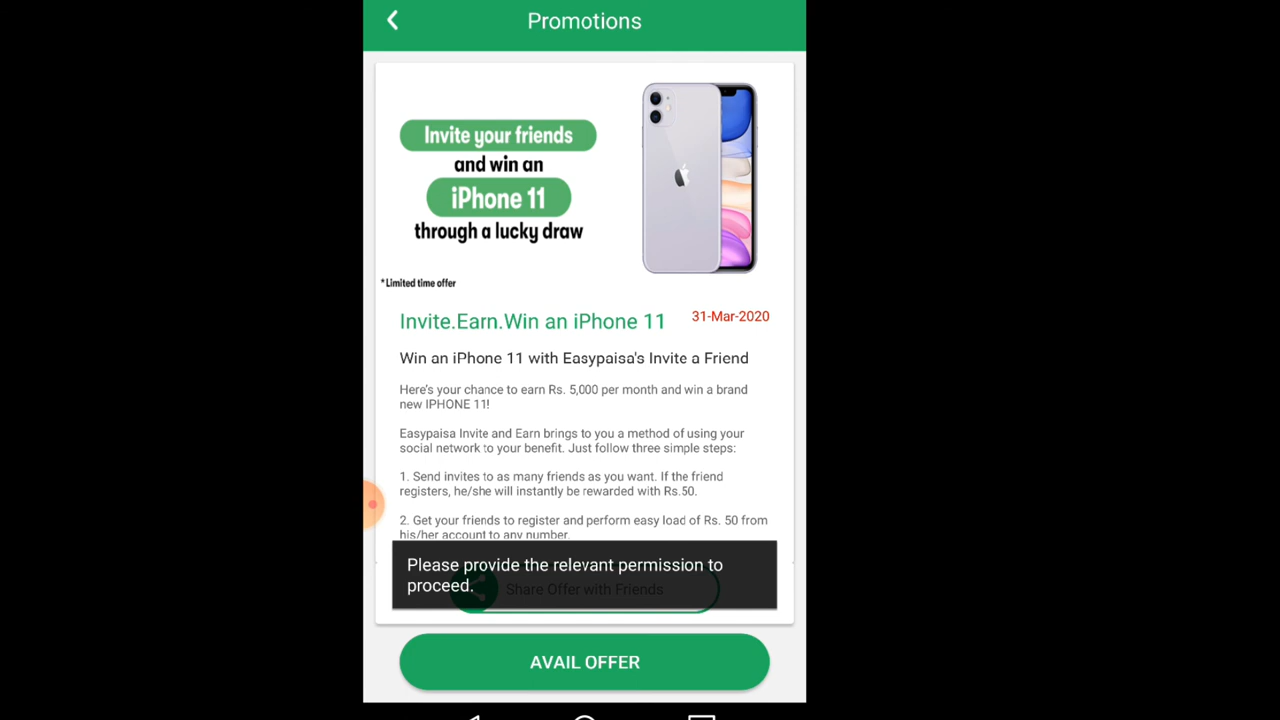 Promotions
Invite your friends
and win an
iPhone 11
through a lucky draw
*Limited time offer
Invite.Earn.Win an iPhone 11
31-Mar-2020
Win an iPhone 11 with Easypaisa's Invite a Friend
Here's your chance to earn Rs. 5,000 per month and win a brand
new IPHONE 11!
Easypaisa Invite and Earn brings to you a method of using your
social network to your benefit. Just follow three simple steps:
1. Send invites to as many friends as you want. If the friend
registers, he/she will instantly be rewarded with Rs.50.
2. Get your friends to register and perform easy load of Rs. 50 from
his/her account to any number.
Please provide the relevant permission to
proceed.
Share Offer with Friends
AVAIL OFFER